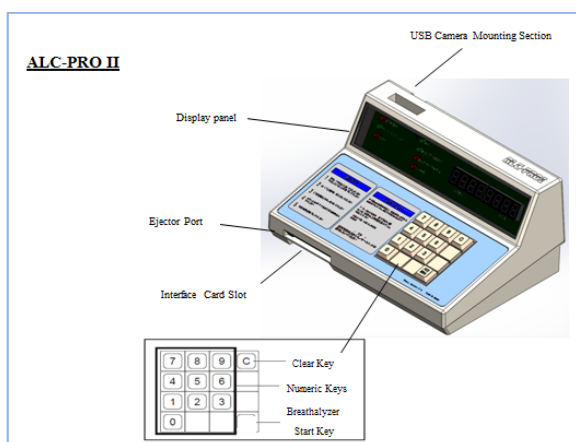 USB Camera Mounting Section
ALC-PRO II
Display panel
Ejector Port
Interface Card Slot
7 8 9 C
4 5 6
1 2 3
0
Clear Key
Numeric Keys
Breathalyzer
Start Key